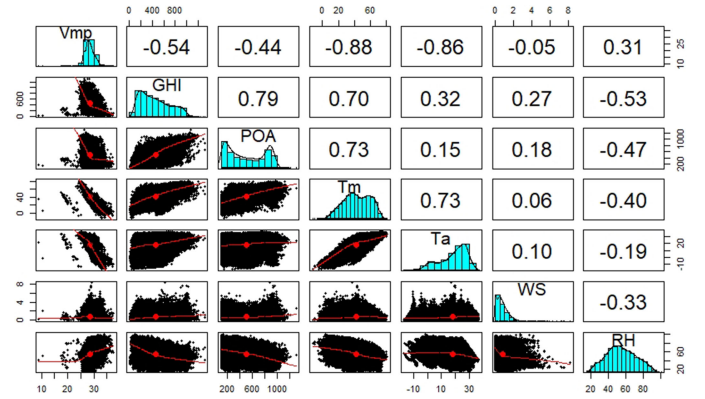 0 400 800 0 40 60 0 2 4 6 8
Vmp -0.54 -0.44 -0.88 -0.86 -0.05 0.31 10 25
0 600 GHI 0.79 0.70 0.32 0.27 -0.53
POA 0.73 0.15 0.18 -0.47 200 1000
0 40 Tm 0.73 0.06 -0.40
Ta 0.10 -0.19 -10 20
0 4 8 WS -0.33
RH 20 60
10 20 30 200 600 1200 -10 10 30 20 40 60 80 100